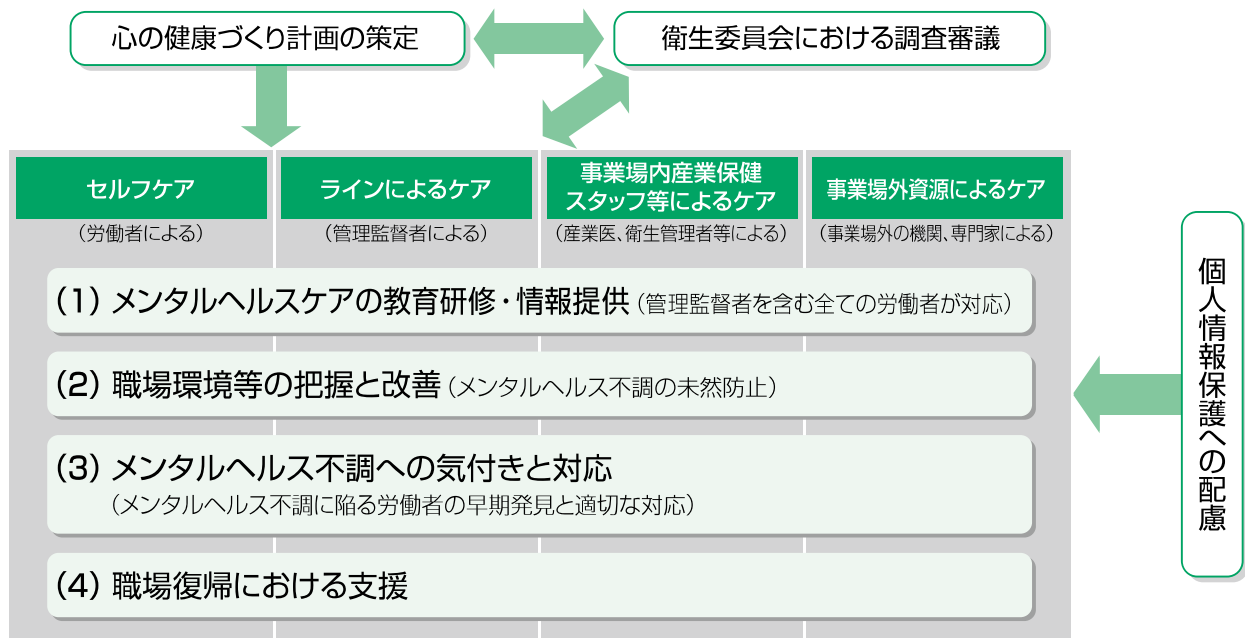 心の健康づくり計画の策定
衛生委員会における調査審議
セルフケア
(労働者による)
ラインによるケア
(管理監督者による)
事業場内産業保健
スタッフ等によるケア
(産業医、衛生管理者等による)
事業場外資源によるケア
(事業場外の機関、専門家による)
(1) メンタルヘルスケアの教育研修・情報提供(管理監督者を含む全ての労働者が対応)
(2) 職場環境等の把握と改善(メンタルヘルス不調の未然防止)
(3) メンタルヘルス不調への気付きと対応
(メンタルヘルス不調に陥る労働者の早期発見と適切な対応)
(4) 職場復帰における支援
個人情報保護への配慮